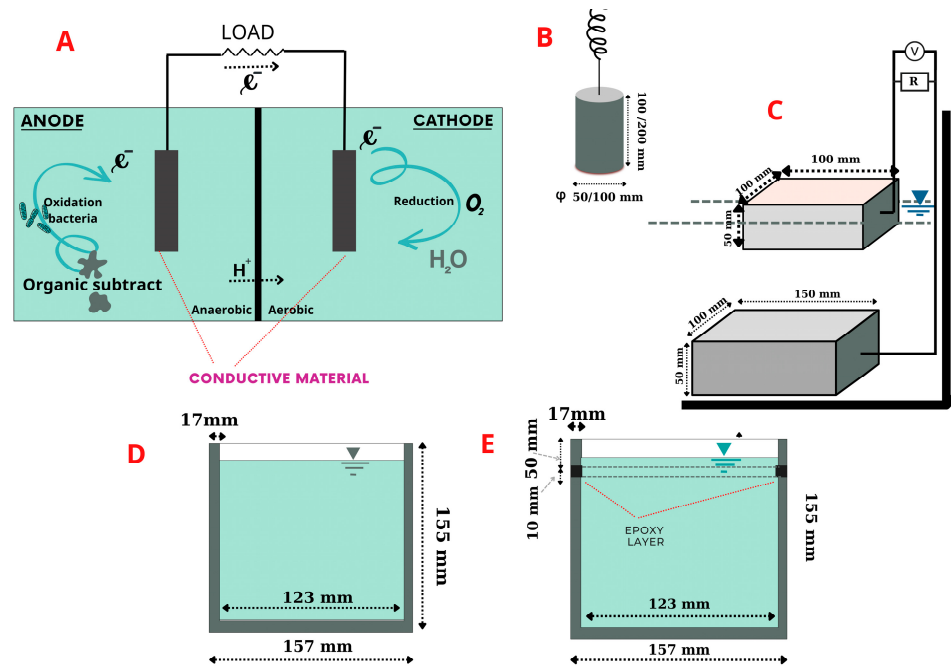 A
LOAD
ℓ⁻
ANODE
CATHODE
ℓ⁻
ℓ⁻
Oxidation
bacteria
Reduction
O₂
H₂O
H⁺
Organic subtract
Anaerobic
Aerobic
CONDUCTIVE MATERIAL
B
100 /200 mm
φ 50/100 mm
C
V
R
100 mm
100 mm
50 mm
150 mm
100 mm
50 mm
D
17mm
155 mm
123 mm
157 mm
E
17mm
50 mm
10 mm
EPOXY
LAYER
155 mm
123 mm
157 mm